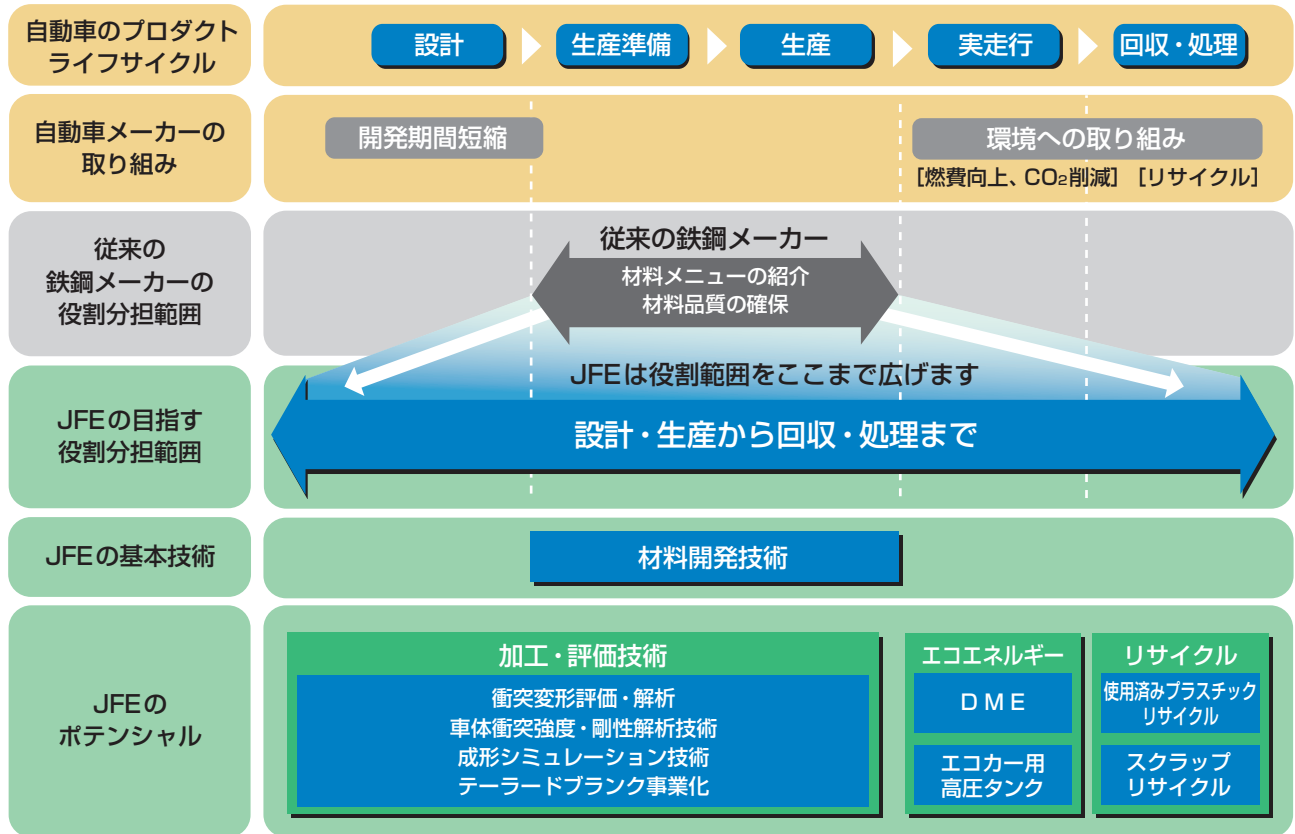 自動車のプロダクト
ライフサイクル
設計
生産準備
生産
実走行
回収・処理
自動車メーカーの
取り組み
開発期間短縮
環境への取り組み
[燃費向上、CO₂削減] [リサイクル]
従来の
鉄鋼メーカーの
役割分担範囲
従来の鉄鋼メーカー
材料メニューの紹介
材料品質の確保
JFEは役割範囲をここまで広げます
JFEの目指す
役割分担範囲
設計・生産から回収・処理まで
JFEの基本技術
材料開発技術
JFEの
ポテンシャル
加工・評価技術
衝突変形評価・解析
車体衝突強度・剛性解析技術
成形シミュレーション技術
テーラードブランク事業化
エコエネルギー
DME
エコカー用
高圧タンク
リサイクル
使用済みプラスチック
リサイクル
スクラップ
リサイクル